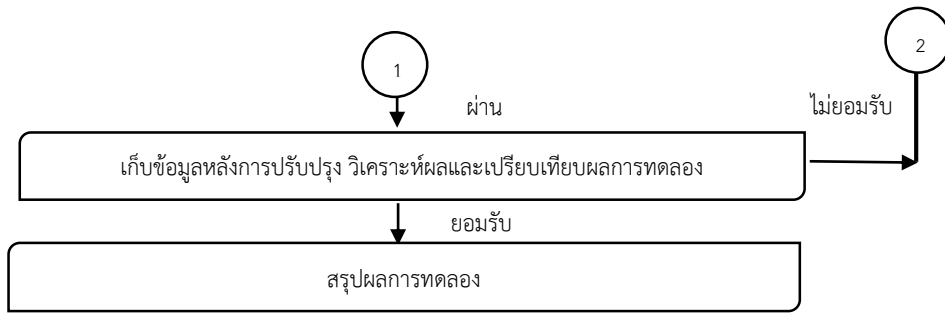 2
1
ผ่าน
ไม่ยอมรับ
เก็บข้อมูลหลังการปรับปรุง วิเคราะห์ผลและเปรียบเทียบผลการทดลอง
ยอมรับ
สรุปผลการทดลอง